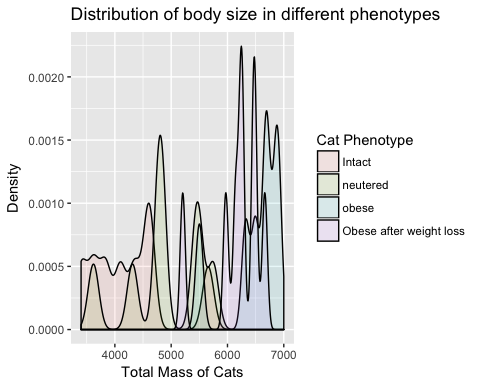 Distribution of body size in different phenotypes
0.0020
0.0015
0.0010
0.0005
0.0000
Density
4000 5000 6000 7000
Total Mass of Cats
Cat Phenotype
Intact
neutered
obese
Obese after weight loss